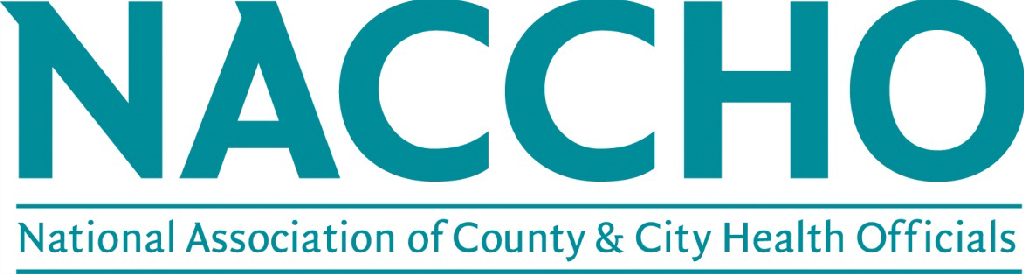 NACCHO
National Association of County & City Health Officials